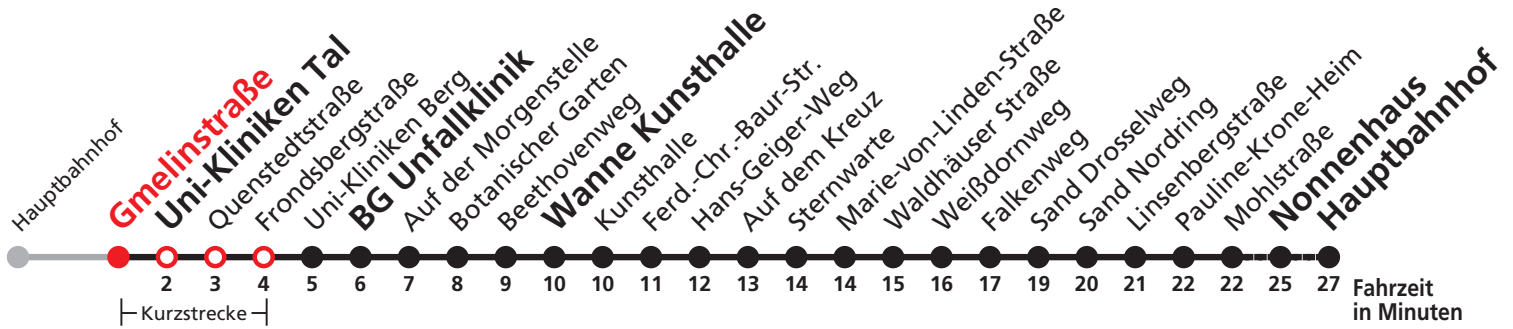 Hauptbahnhof
Gmelinstraße
Uni-Kliniken Tal
Quenstedtstraße
Frondsbergstraße
Uni-Kliniken Berg
BG Unfallklinik
Auf der Morgenstelle
Botanischer Garten
Beethovenweg
Wanne Kunsthalle
Kunsthalle
Ferd.-Chr.-Baur-Str.
Hans-Geiger-Weg
Auf dem Kreuz
Sternwarte
Marie-von-Linden-Straße
Waldhäuser Straße
Weißdornweg
Falkenweg
Sand Drosselweg
Sand Nordring
Linsenbergstraße
Pauline-Krone-Heim
Mohlstraße
Nonnenhaus
Hauptbahnhof
2 3 4 5 6 7 8 9 10 10 11 12 13 14 14 15 16 17 19 20 21 22 22 25 27
Fahrzeit
in Minuten
Kurzstrecke